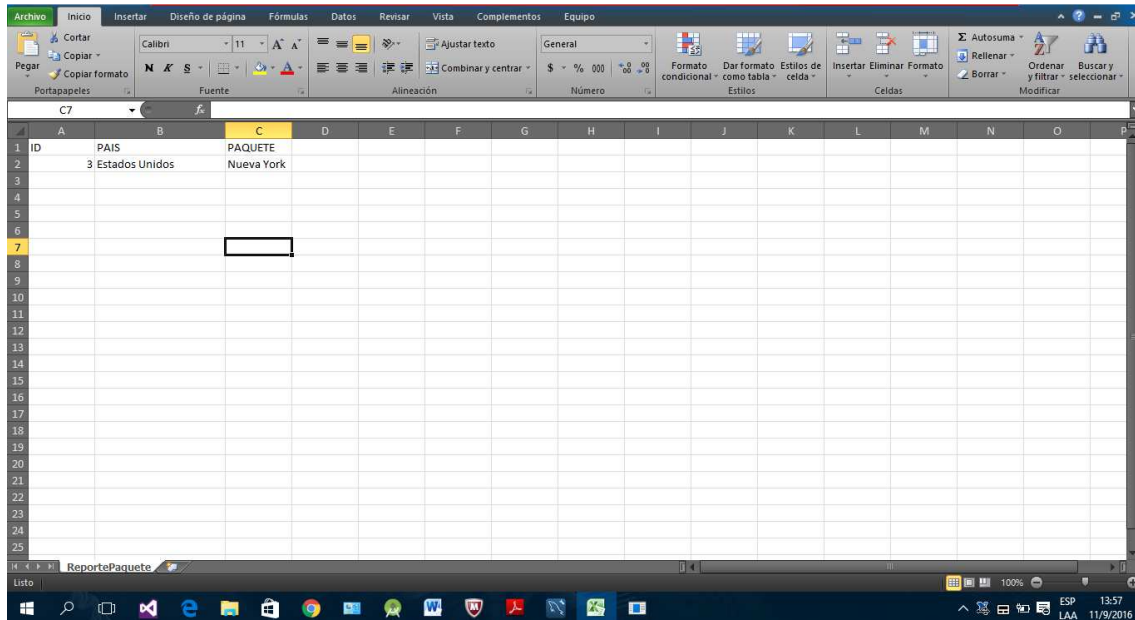 Archivo Inicio Insertar Diseño de página Fórmulas Datos Revisar Vista Complementos Equipo
Pegar
Cortar
Copiar
Copiar formato
Portapapeles
Calibri 11
N K S
Fuente
Ajustar texto
Combinar y centrar
Alineación
General
$ % 000
Número
Formato condicional
Dar formato como tabla
Estilos de celda
Estilos
Insertar Eliminar Formato
Celdas
Σ Autosuma
Rellenar
Borrar
Ordenar y filtrar
Buscar y seleccionar
Modificar
C7 fx
A B C D E F G H I J K L M N O P
1 ID PAIS PAQUETE
2 3 Estados Unidos Nueva York
3
4
5
6
7
8
9
10
11
12
13
14
15
16
17
18
19
20
21
22
23
24
25
ReportePaquete
Listo 100%
ESP 13:57
LAA 11/9/2016